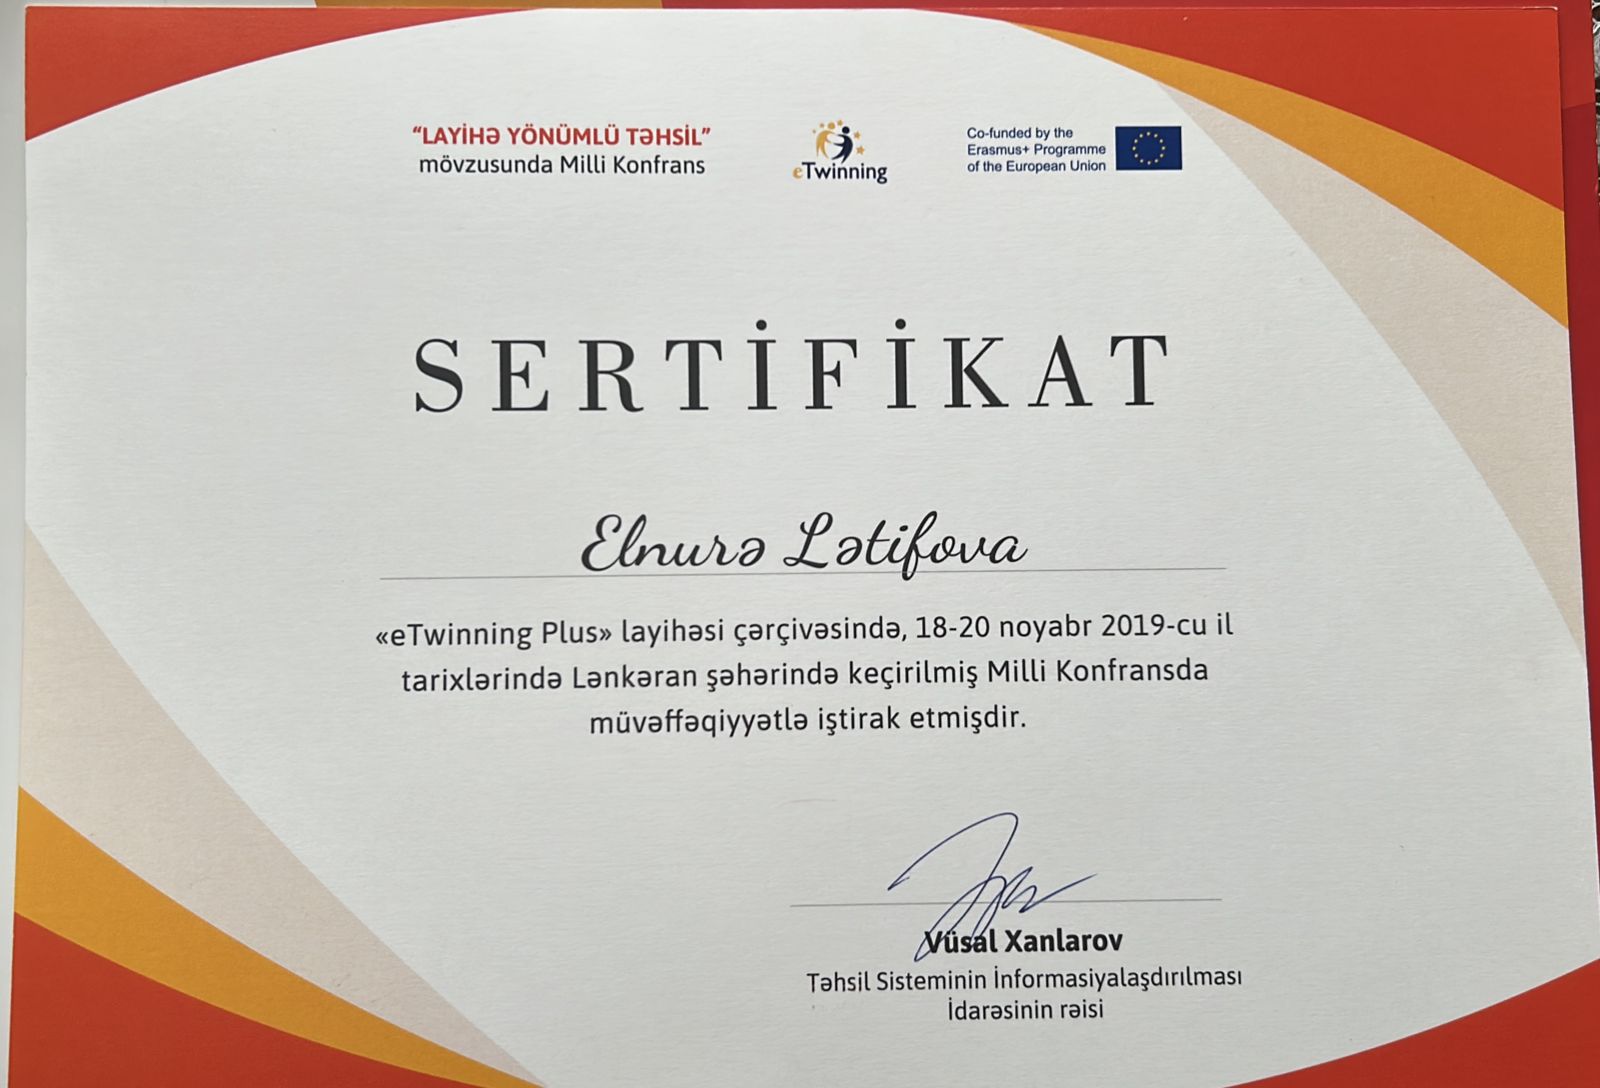 “LAYİHƏ YÖNÜMLÜ TƏHSİL”
mövzusunda Milli Konfrans
eTwinning
Co-funded by the
Erasmus+ Programme
of the European Union
SERTİFİKAT
Elnurə Lətifova
«eTwinning Plus» layihəsi çərçivəsində, 18-20 noyabr 2019-cu il
tarixlərində Lənkəran şəhərində keçirilmiş Milli Konfransda
müvəffəqiyyətlə iştirak etmişdir.
Vüsal Xanlarov
Təhsil Sisteminin İnformasiyalaşdırılması
İdarəsinin rəisi